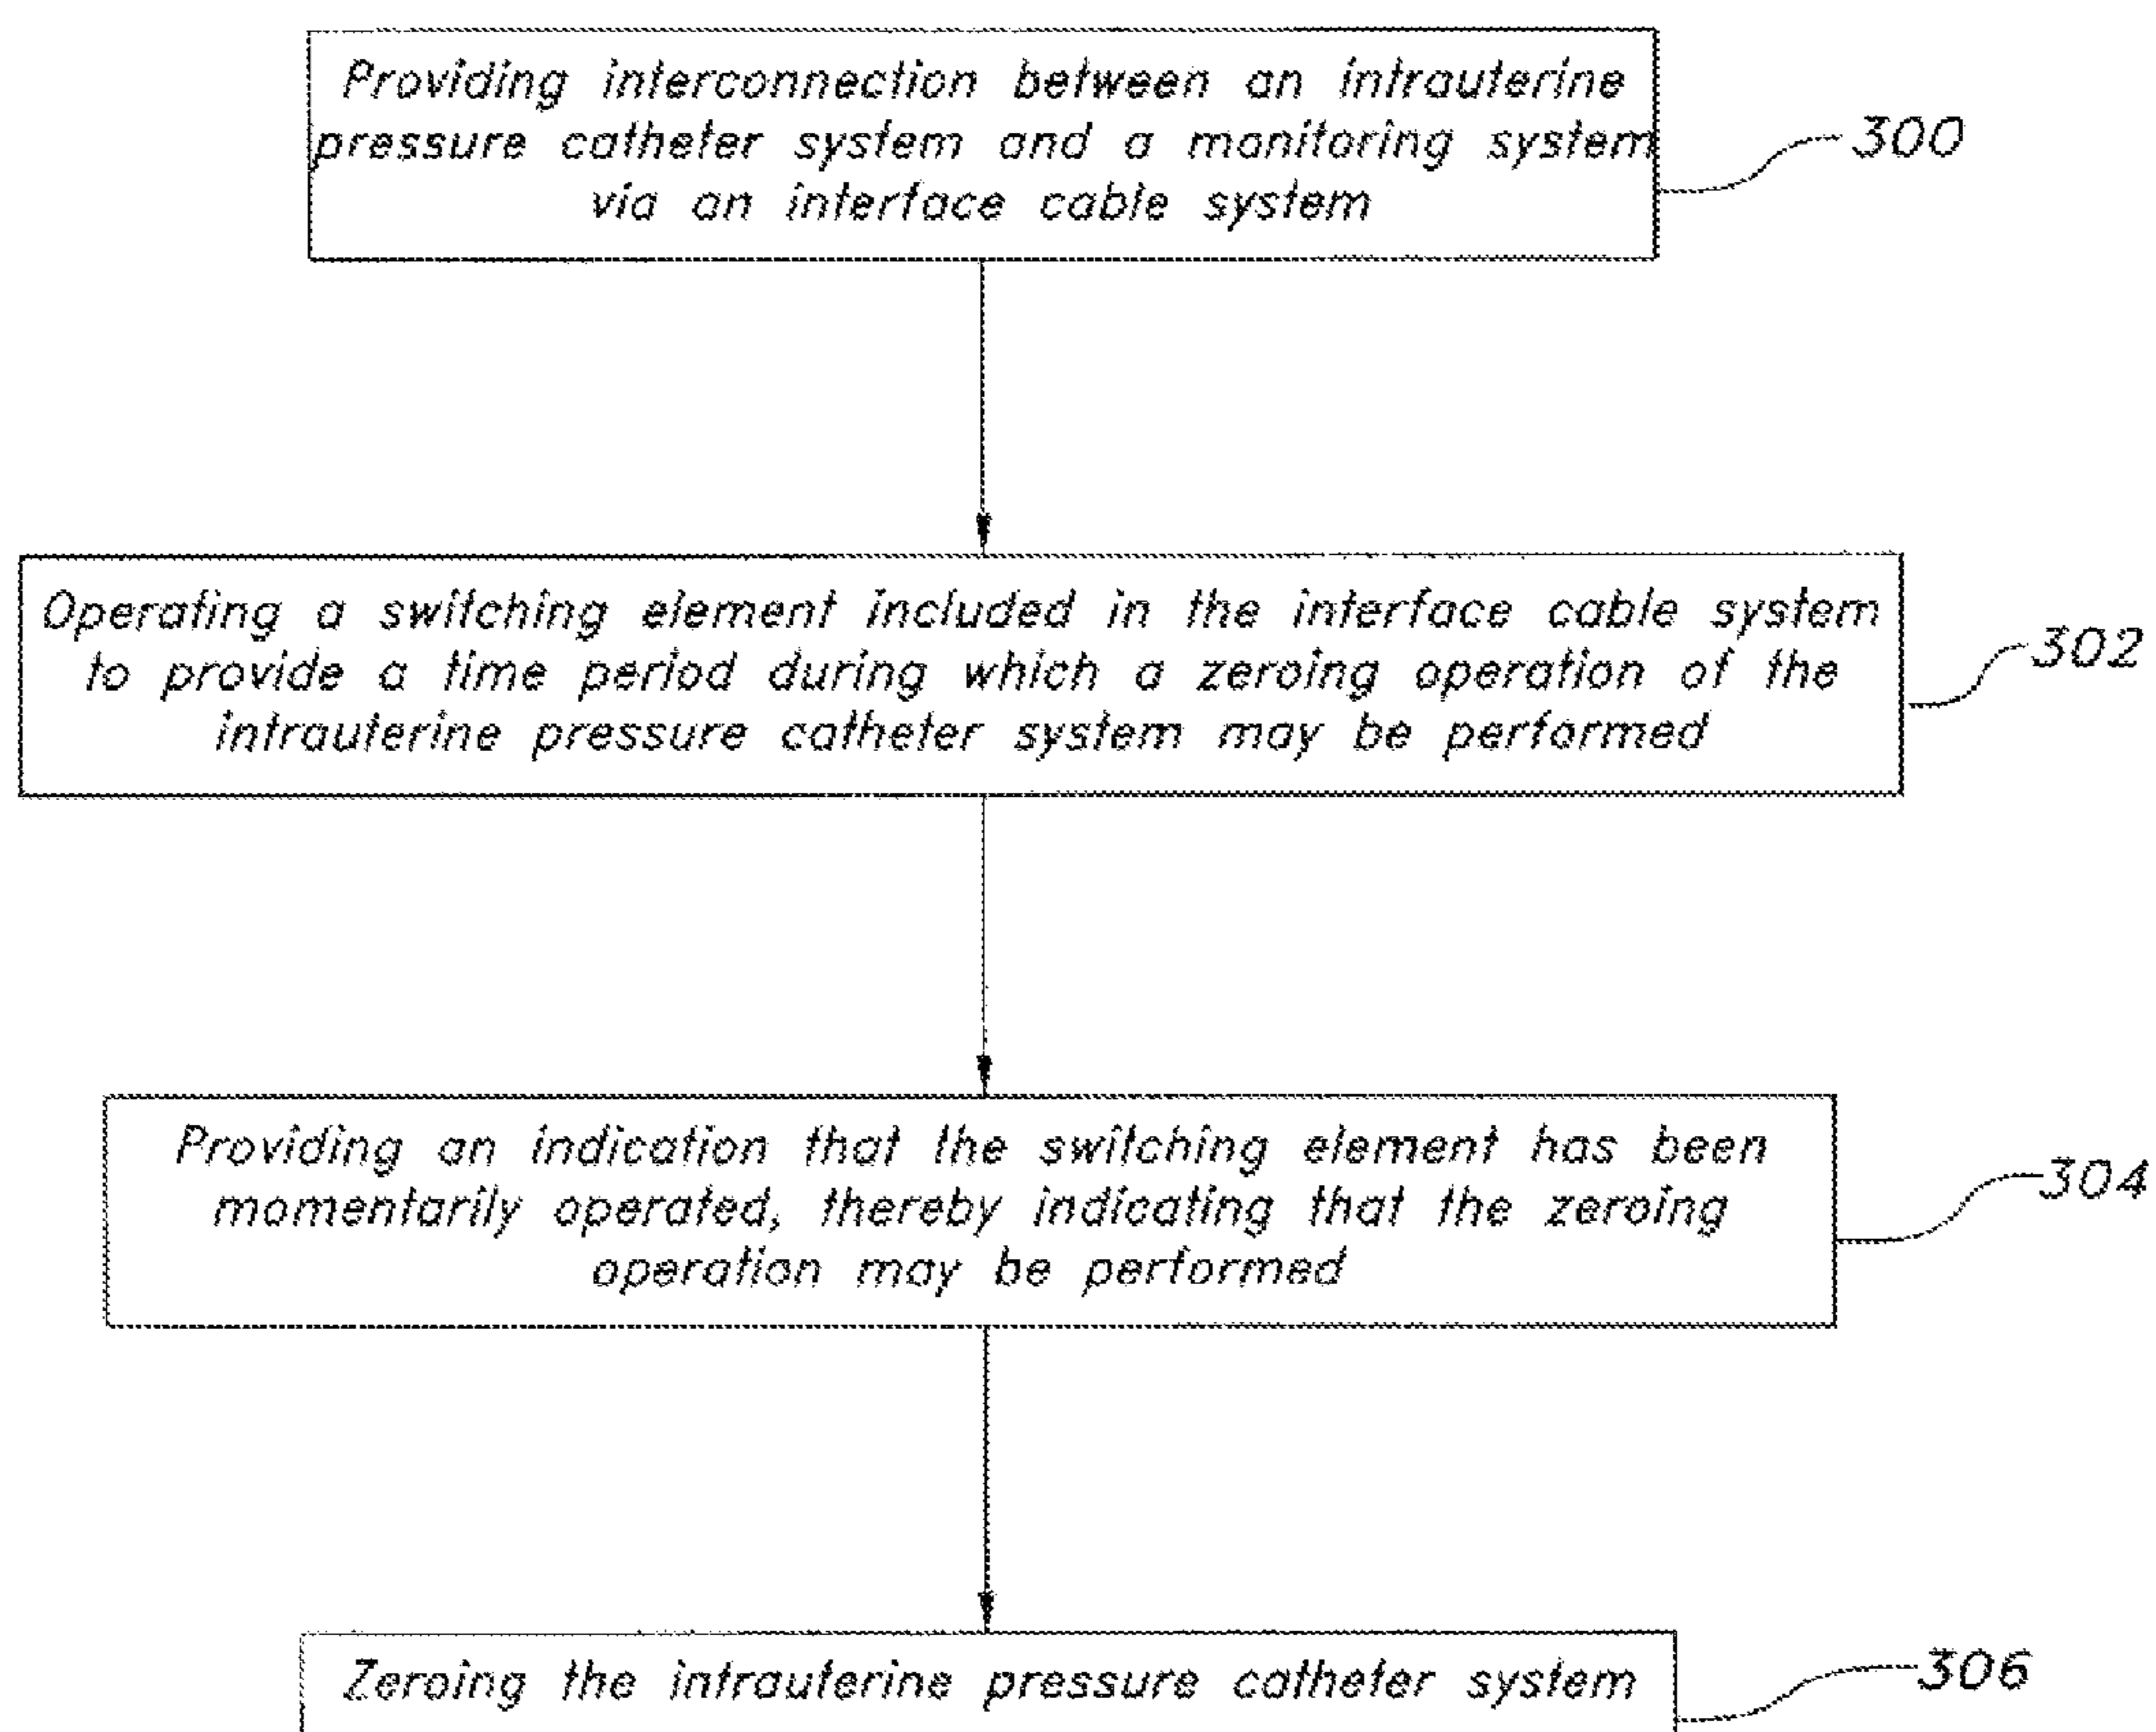 Providing interconnection between an intrauterine
pressure catheter system and a monitoring system
via an interface cable system
300
Operating a switching element included in the interface cable system
to provide a time period during which a zeroing operation of the
intrauterine pressure catheter system may be performed
302
Providing an indication that the switching element has been
momentarily operated, thereby indicating that the zeroing
operation may be performed
304
Zeroing the intrauterine pressure catheter system
306